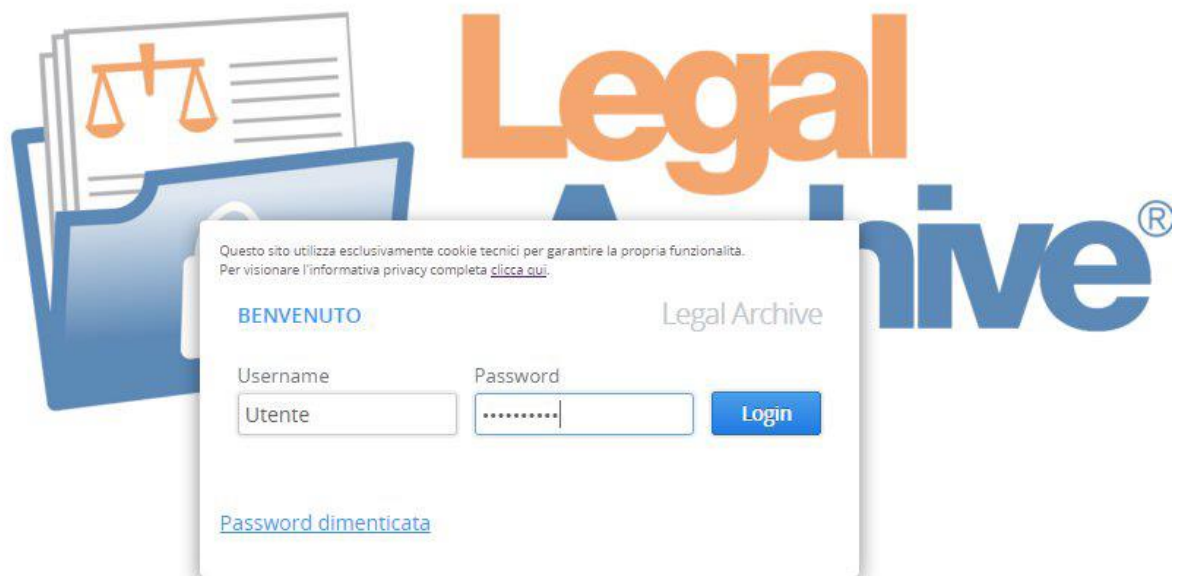 Legal
Archive®
Questo sito utilizza esclusivamente cookie tecnici per garantire la propria funzionalità.
Per visionare l'informativa privacy completa clicca qui.
BENVENUTO
Legal Archive
Username
Password
Utente
••••••••••
Login
Password dimenticata